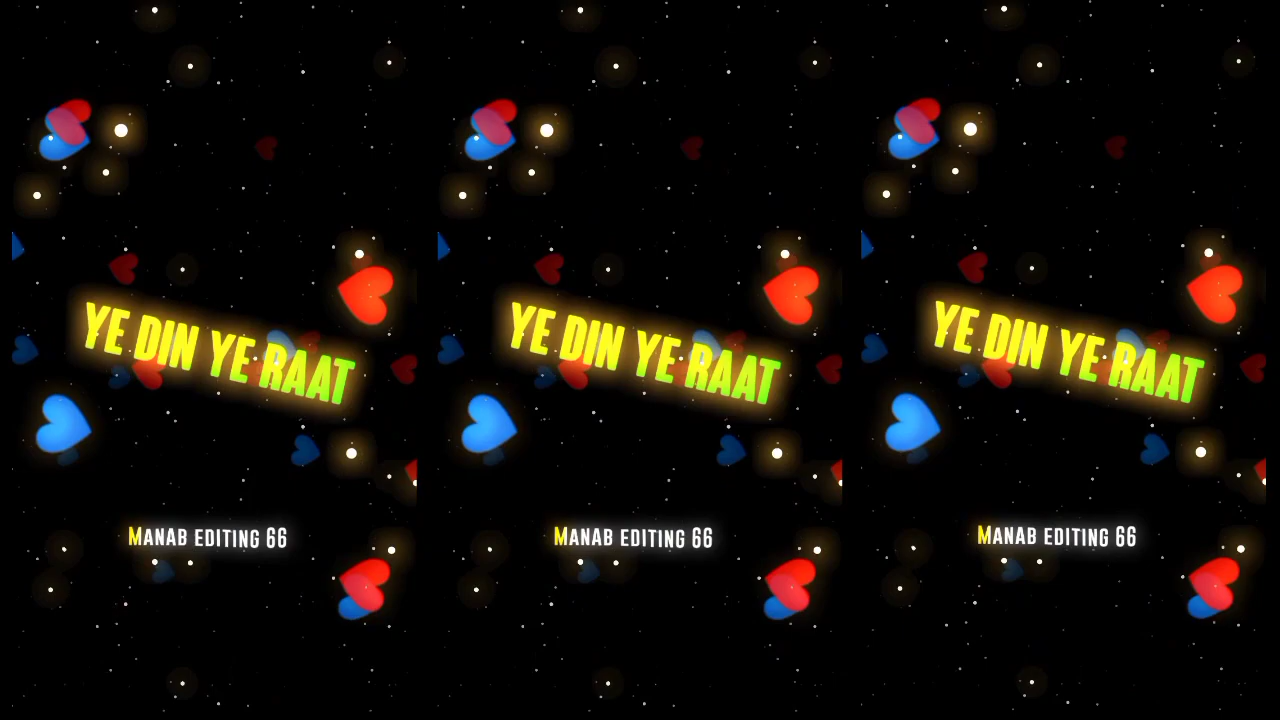 YE DIN YE RAAT YE DIN YE RAAT YE DIN YE RAAT
MANAB EDITING 66 MANAB EDITING 66 MANAB EDITING 66